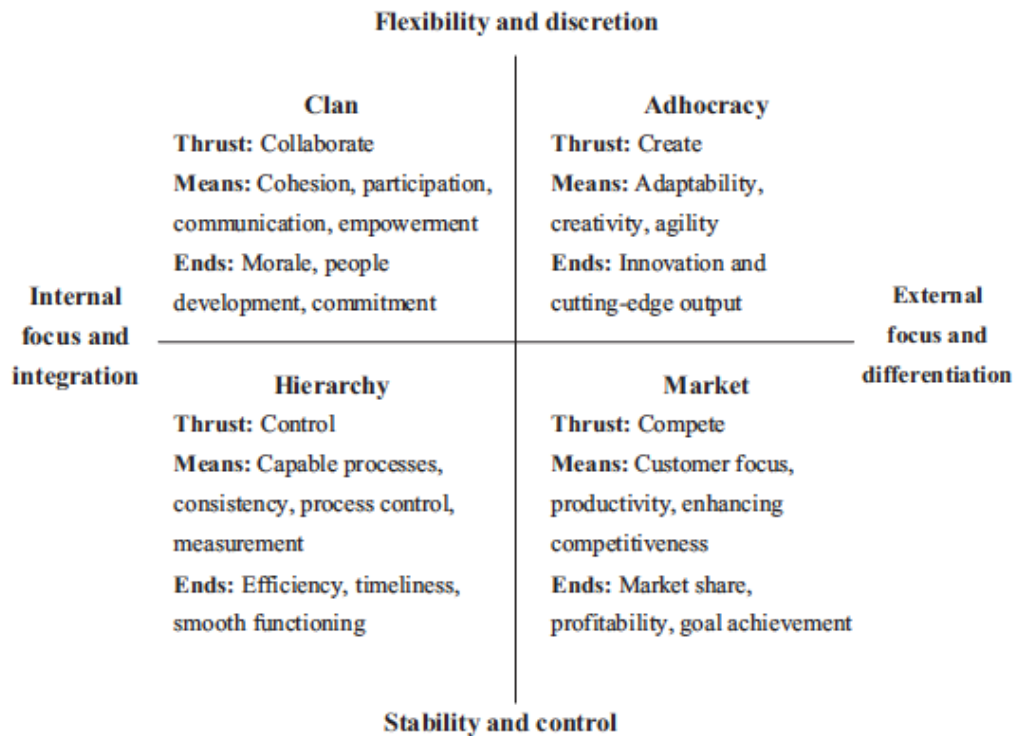 Flexibility and discretion
Clan
Thrust: Collaborate
Means: Cohesion, participation,
communication, empowerment
Ends: Morale, people
development, commitment
Adhocracy
Thrust: Create
Means: Adaptability,
creativity, agility
Ends: Innovation and
cutting-edge output
Internal
focus and
integration
External
focus and
differentiation
Hierarchy
Thrust: Control
Means: Capable processes,
consistency, process control,
measurement
Ends: Efficiency, timeliness,
smooth functioning
Market
Thrust: Compete
Means: Customer focus,
productivity, enhancing
competitiveness
Ends: Market share,
profitability, goal achievement
Stability and control